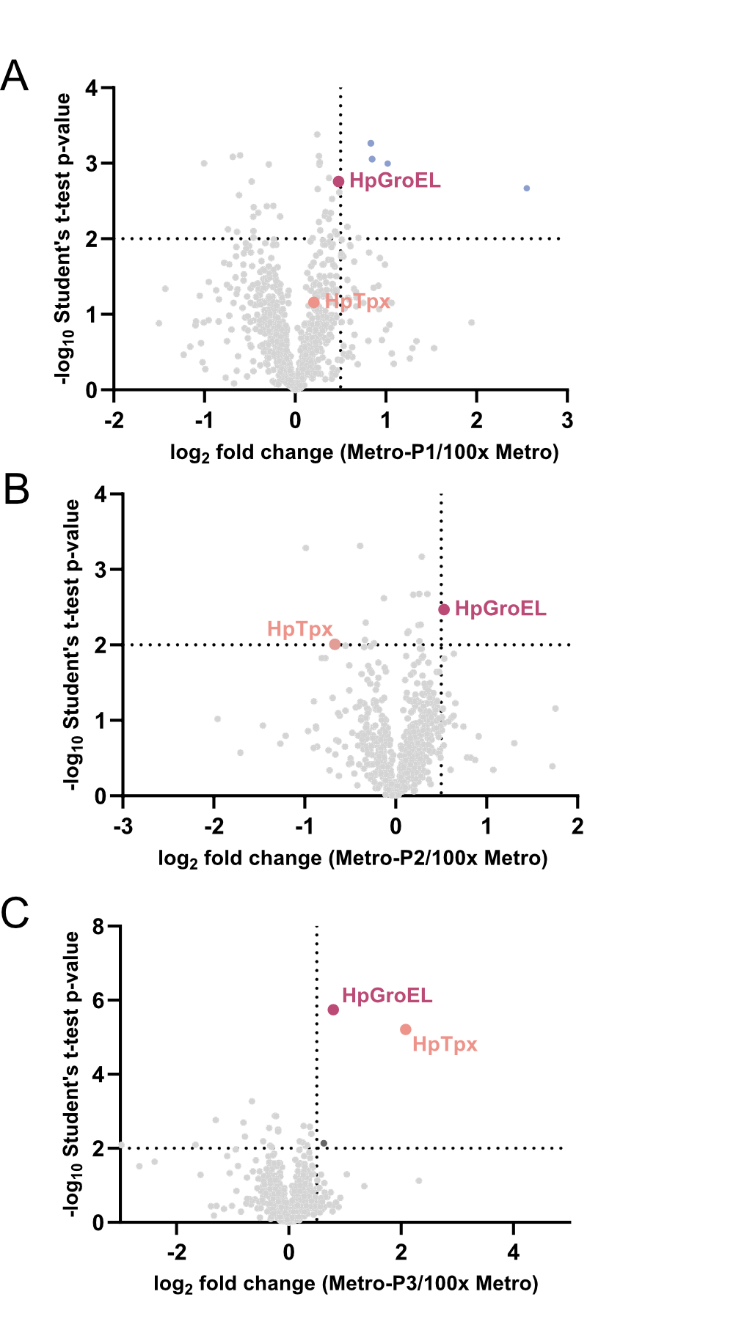 A
4
3
2
1
0
-log10 Student's t-test p-value
HpGroEL
HpTpx
-2 -1 0 1 2 3
log2 fold change (Metro-P1/100x Metro)
B
4
3
2
1
0
-log10 Student's t-test p-value
HpGroEL
HpTpx
-3 -2 -1 0 1 2
log2 fold change (Metro-P2/100x Metro)
C
8
6
4
2
0
-log10 Student's t-test p-value
HpGroEL
HpTpx
-2 0 2 4
log2 fold change (Metro-P3/100x Metro)